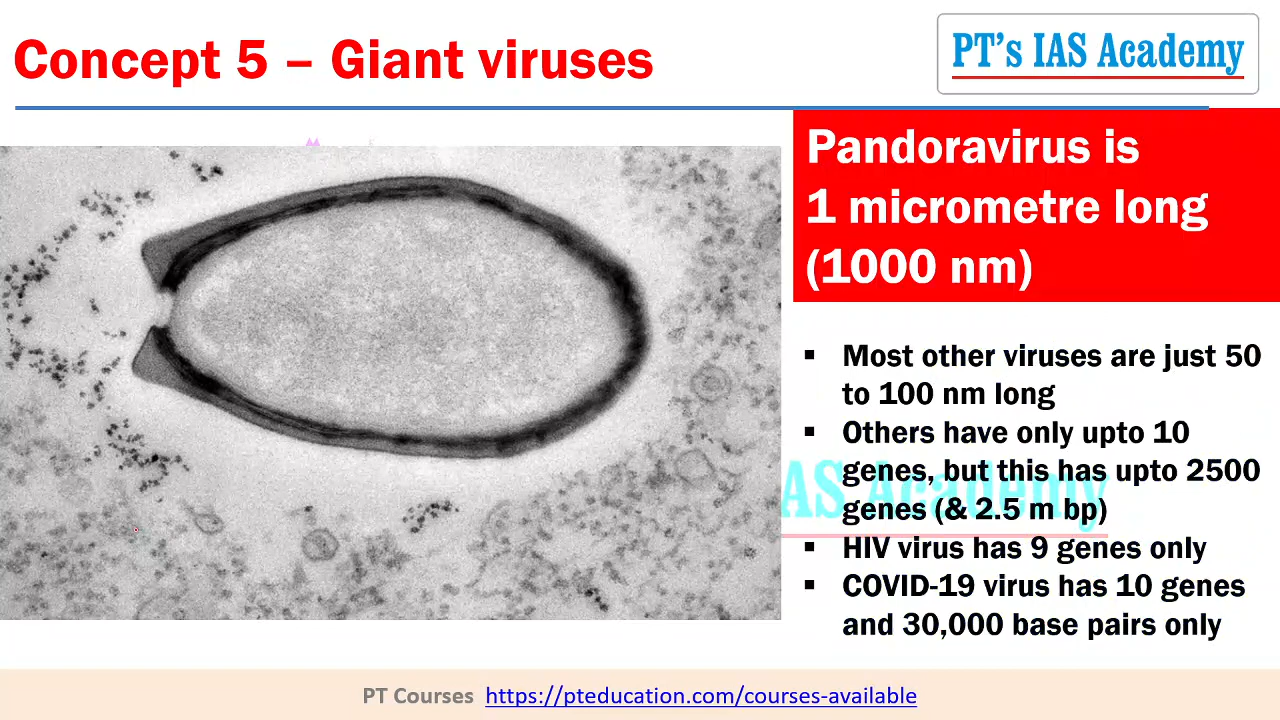 Concept 5 – Giant viruses
PT's IAS Academy
Pandoravirus is
1 micrometre long
(1000 nm)
▪ Most other viruses are just 50
to 100 nm long
▪ Others have only upto 10
genes, but this has upto 2500
genes (& 2.5 m bp)
▪ HIV virus has 9 genes only
▪ COVID-19 virus has 10 genes
and 30,000 base pairs only
IAS Academy
PT Courses https://pteducation.com/courses-available